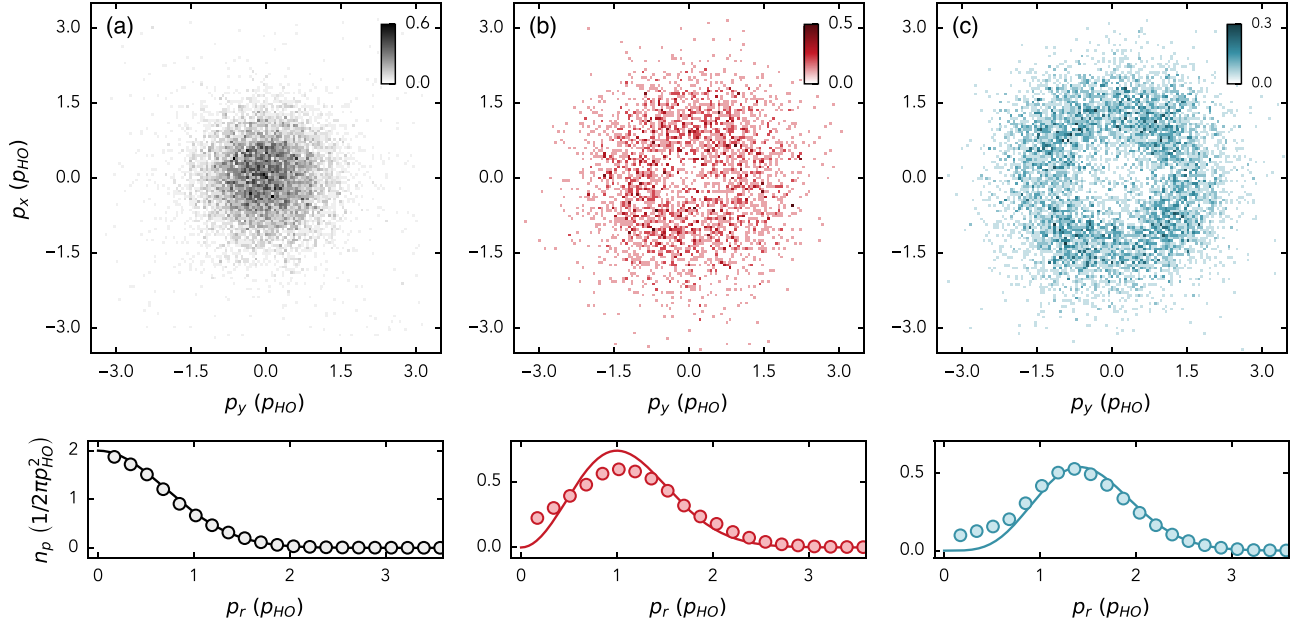 (a) 0.6 (b) 0.5 (c) 0.3
3.0 3.0 3.0
0.0 0.0 0.0
1.5 1.5 1.5
0.0 0.0 0.0
p_x (p_HO)
−1.5 −1.5 −1.5
−3.0 −3.0 −3.0
−3.0 −1.5 0.0 1.5 3.0 −3.0 −1.5 0.0 1.5 3.0 −3.0 −1.5 0.0 1.5 3.0
p_y (p_HO) p_y (p_HO) p_y (p_HO)
n_p (1/2πp²_HO)
2
1 0.5 0.5
0 0.0 0.0
0 1 2 3 0 1 2 3 0 1 2 3
p_r (p_HO) p_r (p_HO) p_r (p_HO)